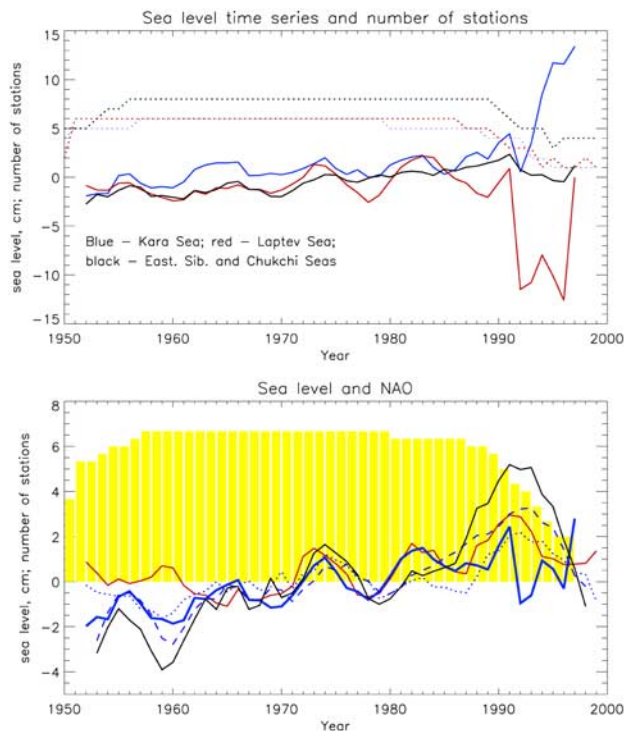 Sea level time series and number of stations
15
10
5
0
-5
-10
-15
sea level, cm; number of stations
Blue – Kara Sea; red – Laptev Sea;
black – East. Sib. and Chukchi Seas
1950 1960 1970 1980 1990 2000
Year
Sea level and NAO
8
6
4
2
0
-2
-4
sea level, cm; number of stations
1950 1960 1970 1980 1990 2000
Year